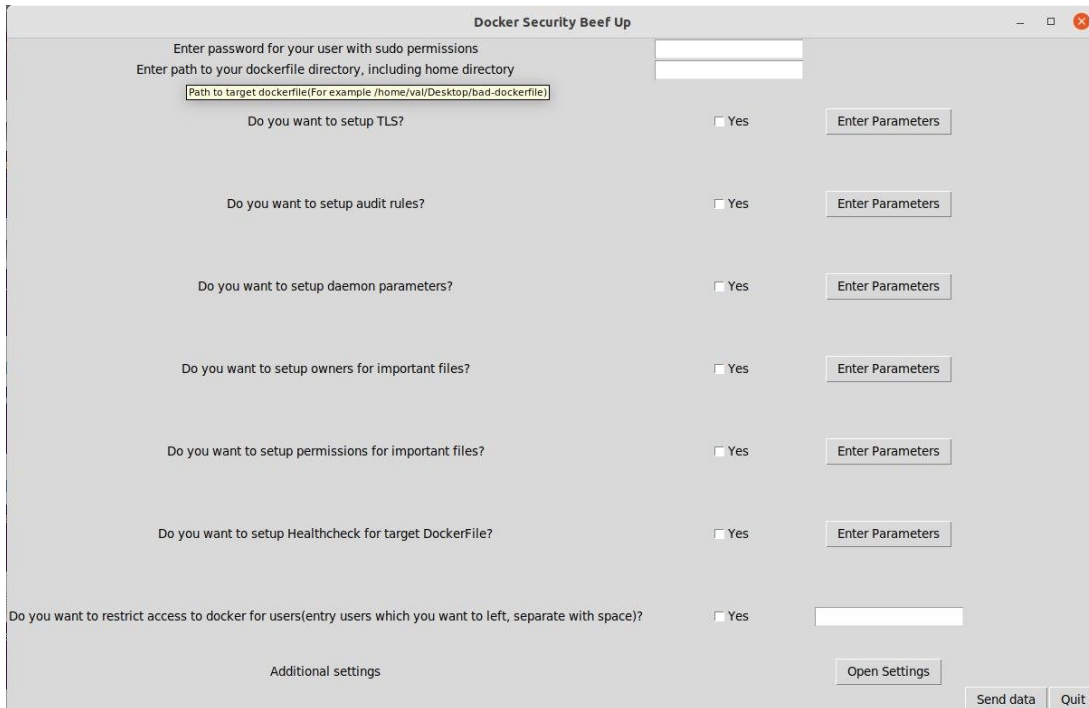 Docker Security Beef Up
Enter password for your user with sudo permissions
Enter path to your dockerfile directory, including home directory
Path to target dockerfile(For example /home/val/Desktop/bad-dockerfile)
Do you want to setup TLS? Yes Enter Parameters
Do you want to setup audit rules? Yes Enter Parameters
Do you want to setup daemon parameters? Yes Enter Parameters
Do you want to setup owners for important files? Yes Enter Parameters
Do you want to setup permissions for important files? Yes Enter Parameters
Do you want to setup Healthcheck for target DockerFile? Yes Enter Parameters
Do you want to restrict access to docker for users(entry users which you want to left, separate with space)? Yes
Additional settings Open Settings
Send data Quit